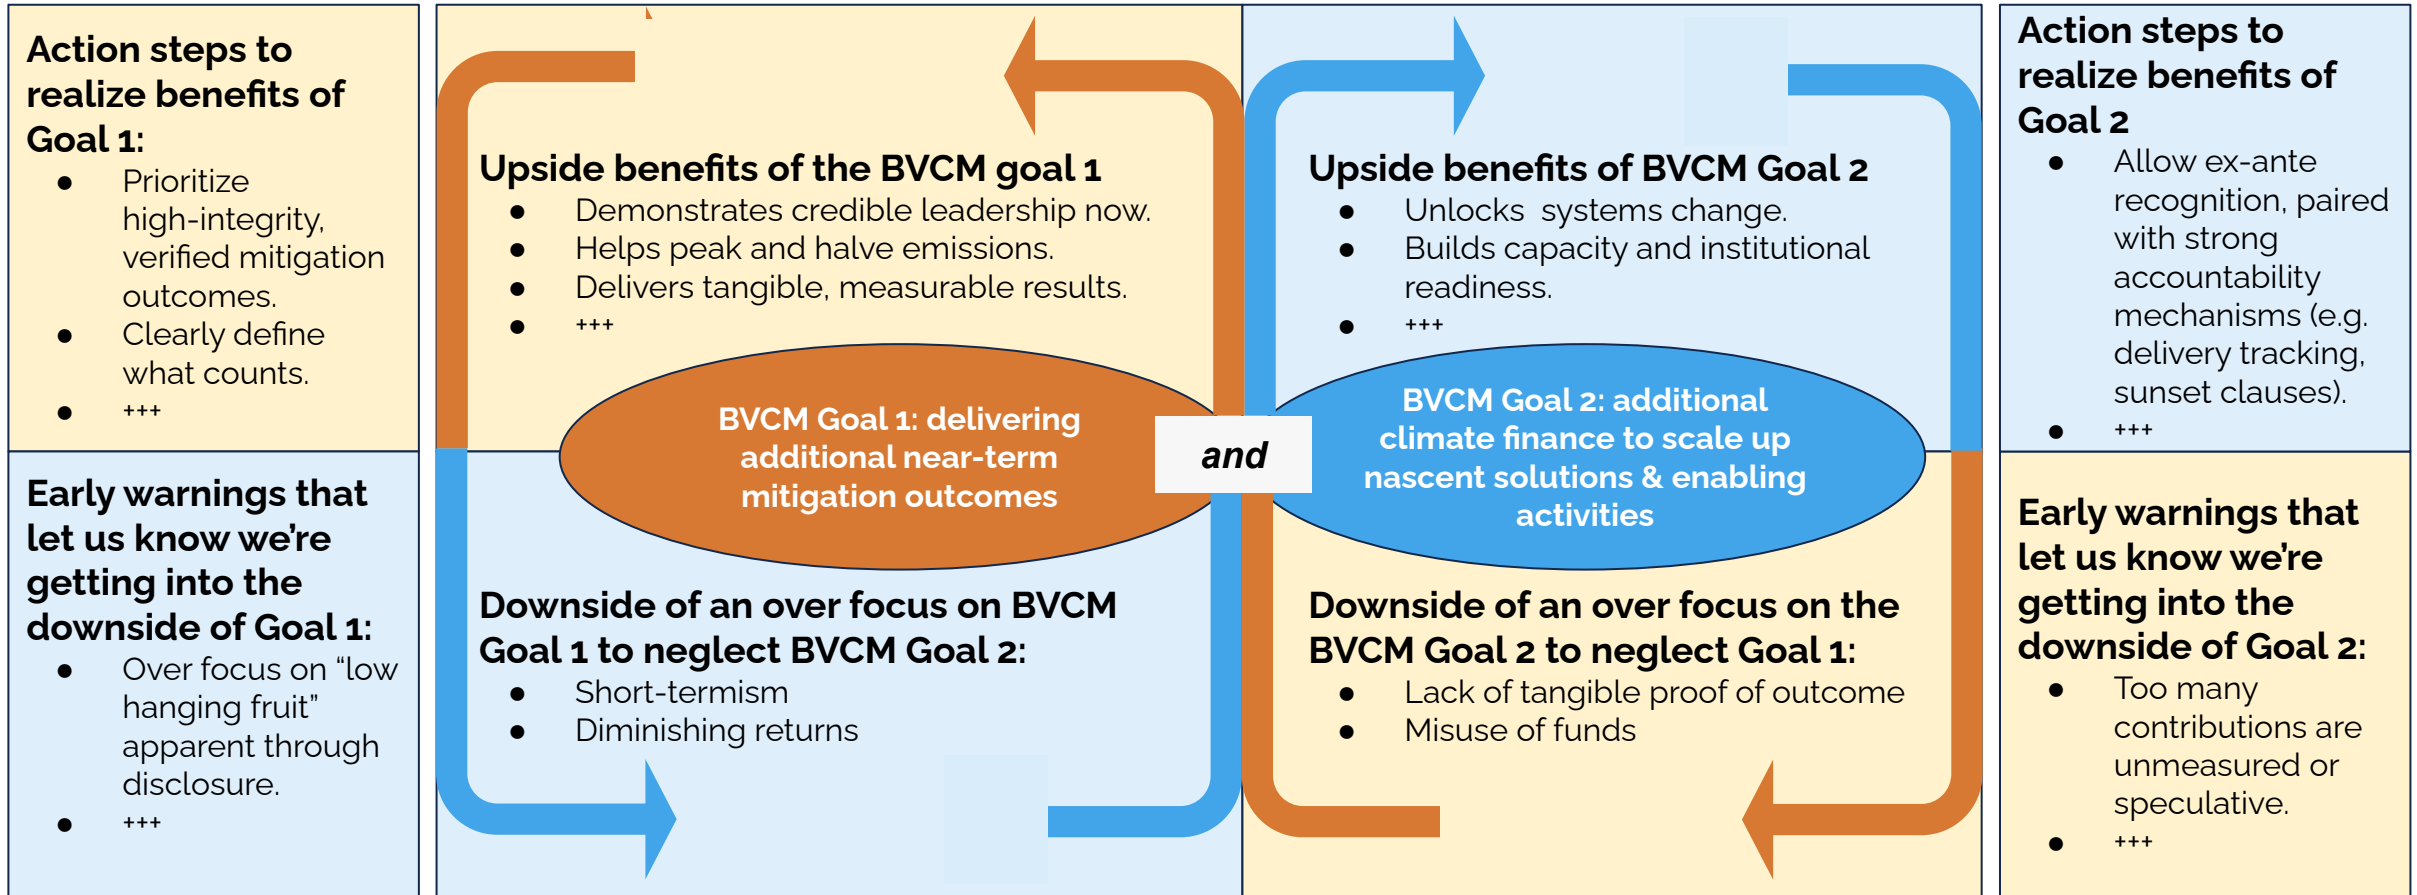 Action steps to
realize benefits of
Goal 1:
● Prioritize
high-integrity,
verified mitigation
outcomes.
● Clearly define
what counts.
● +++
Early warnings that
let us know we’re
getting into the
downside of Goal 1:
● Over focus on “low
hanging fruit”
apparent through
disclosure.
● +++
Upside benefits of the BVCM goal 1
● Demonstrates credible leadership now.
● Helps peak and halve emissions.
● Delivers tangible, measurable results.
● +++
Upside benefits of BVCM Goal 2
● Unlocks  systems change.
● Builds capacity and institutional
readiness.
● +++
BVCM Goal 1: delivering
additional near-term
mitigation outcomes
and
BVCM Goal 2: additional
climate finance to scale up
nascent solutions & enabling
activities
Downside of an over focus on BVCM
Goal 1 to neglect BVCM Goal 2:
● Short-termism
● Diminishing returns
Downside of an over focus on the
BVCM Goal 2 to neglect Goal 1:
● Lack of tangible proof of outcome
● Misuse of funds
Action steps to
realize benefits of
Goal 2
● Allow ex-ante
recognition, paired
with strong
accountability
mechanisms (e.g.
delivery tracking,
sunset clauses).
● +++
Early warnings that
let us know we’re
getting into the
downside of Goal 2:
● Too many
contributions are
unmeasured or
speculative.
● +++